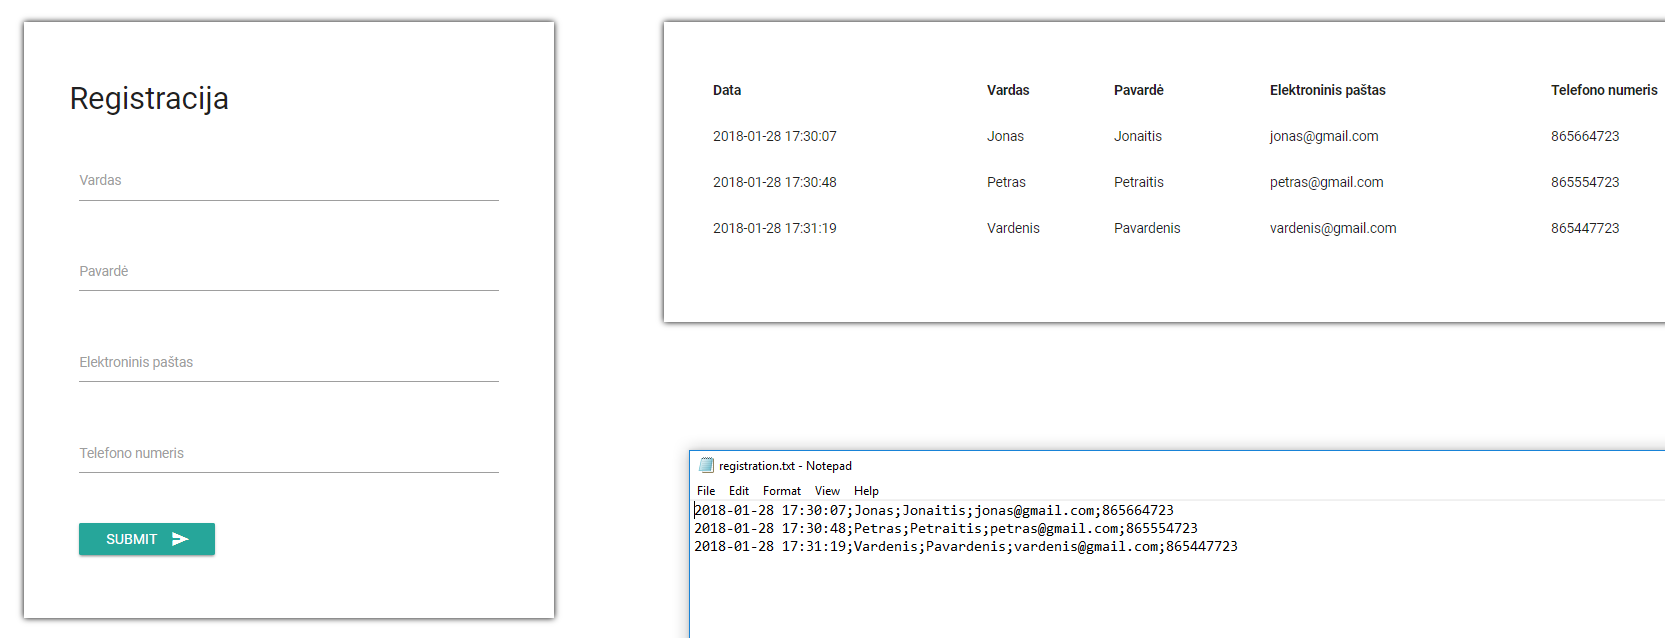 Registracija
Vardas
Pavardė
Elektroninis paštas
Telefono numeris
SUBMIT
Data Vardas Pavardė Elektroninis paštas Telefono numeris
2018-01-28 17:30:07 Jonas Jonaitis jonas@gmail.com 865664723
2018-01-28 17:30:48 Petras Petraitis petras@gmail.com 865554723
2018-01-28 17:31:19 Vardenis Pavardenis vardenis@gmail.com 865447723
registration.txt - Notepad
File Edit Format View Help
2018-01-28 17:30:07;Jonas;Jonaitis;jonas@gmail.com;865664723
2018-01-28 17:30:48;Petras;Petraitis;petras@gmail.com;865554723
2018-01-28 17:31:19;Vardenis;Pavardenis;vardenis@gmail.com;865447723